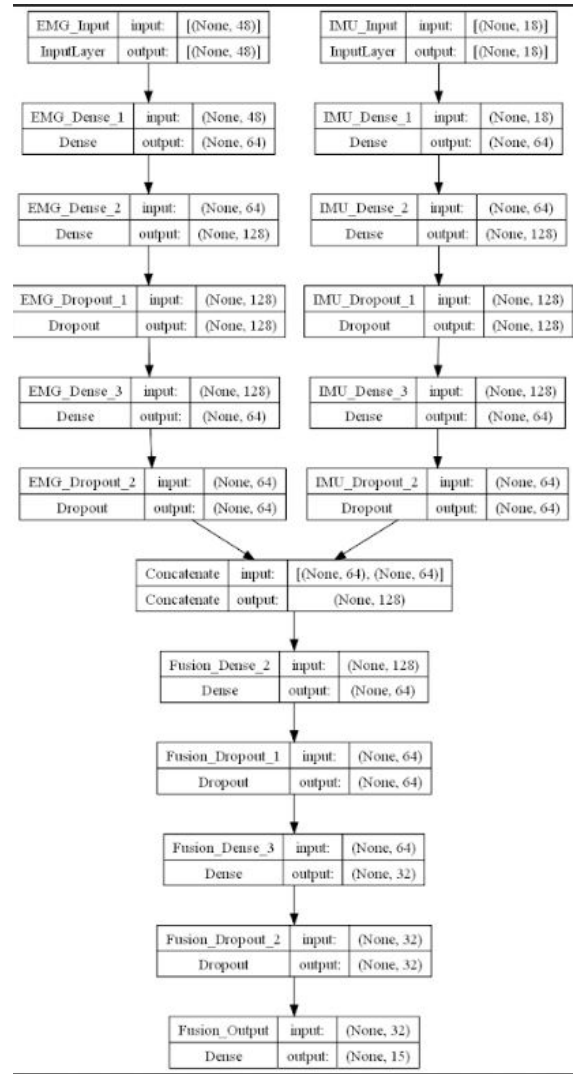 EMG_Input input: [(None, 48)]
InputLayer output: [(None, 48)]
IMU_Input input: [(None, 18)]
InputLayer output: [(None, 18)]
EMG_Dense_1 input: (None, 48)
Dense output: (None, 64)
IMU_Dense_1 input: (None, 18)
Dense output: (None, 64)
EMG_Dense_2 input: (None, 64)
Dense output: (None, 128)
IMU_Dense_2 input: (None, 64)
Dense output: (None, 128)
EMG_Dropout_1 input: (None, 128)
Dropout output: (None, 128)
IMU_Dropout_1 input: (None, 128)
Dropout output: (None, 128)
EMG_Dense_3 input: (None, 128)
Dense output: (None, 64)
IMU_Dense_3 input: (None, 128)
Dense output: (None, 64)
EMG_Dropout_2 input: (None, 64)
Dropout output: (None, 64)
IMU_Dropout_2 input: (None, 64)
Dropout output: (None, 64)
Concatenate input: [(None, 64), (None, 64)]
Concatenate output: (None, 128)
Fusion_Dense_2 input: (None, 128)
Dense output: (None, 64)
Fusion_Dropout_1 input: (None, 64)
Dropout output: (None, 64)
Fusion_Dense_3 input: (None, 64)
Dense output: (None, 32)
Fusion_Dropout_2 input: (None, 32)
Dropout output: (None, 32)
Fusion_Output input: (None, 32)
Dense output: (None, 15)